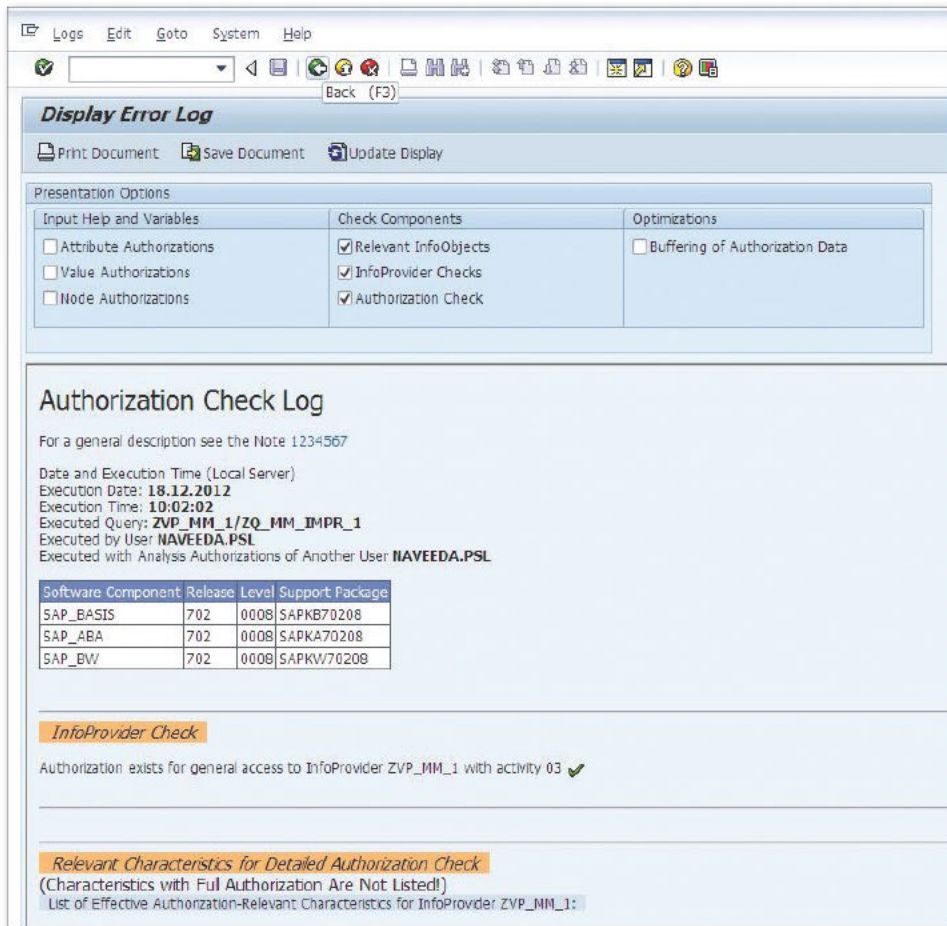 Logs Edit Goto System Help
Back (F3)
Display Error Log
Print Document Save Document Update Display
Presentation Options
Input Help and Variables Check Components Optimizations
Attribute Authorizations Relevant InfoObjects Buffering of Authorization Data
Value Authorizations InfoProvider Checks
Node Authorizations Authorization Check
Authorization Check Log
For a general description see the Note 1234567
Date and Execution Time (Local Server)
Execution Date: 18.12.2012
Execution Time: 10:02:02
Executed Query: ZVP_MM_1/ZQ_MM_IMPR_1
Executed by User NAVEEDA.PSL
Executed with Analysis Authorizations of Another User NAVEEDA.PSL
Software Component Release Level Support Package
SAP_BASIS 702 0008 SAPKB70208
SAP_ABA 702 0008 SAPKA70208
SAP_BW 702 0008 SAPKW70208
InfoProvider Check
Authorization exists for general access to InfoProvider ZVP_MM_1 with activity 03
Relevant Characteristics for Detailed Authorization Check
(Characteristics with Full Authorization Are Not Listed!)
List of Effective Authorization-Relevant Characteristics for InfoProvider ZVP_MM_1: